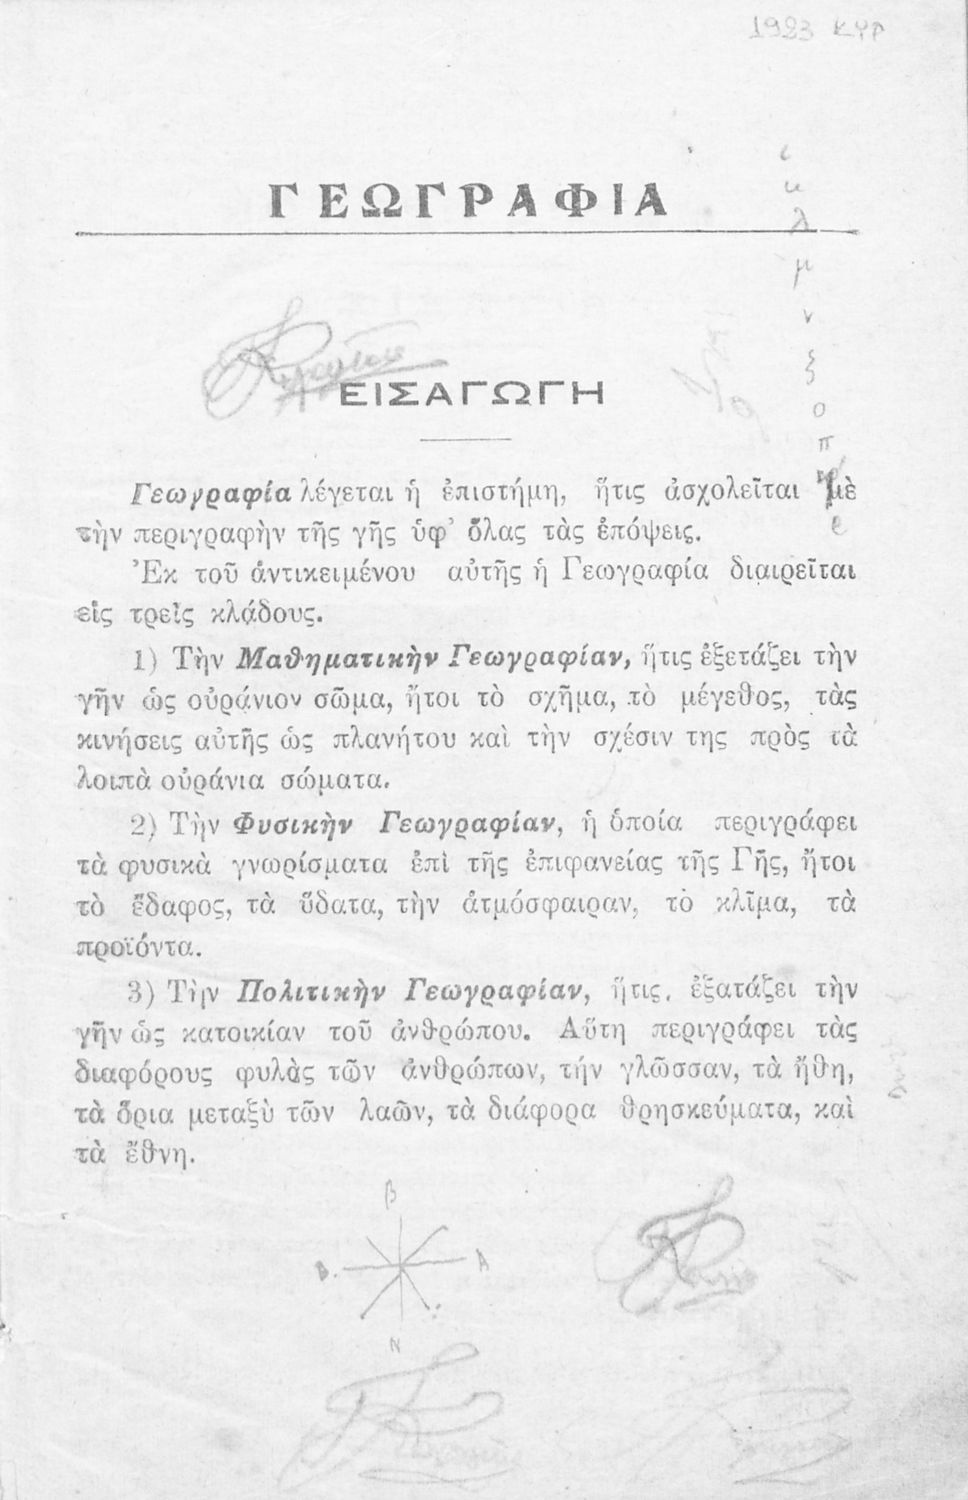 1923 ΚΥΡ
ΓΕΩΓΡΑΦΙΑ
ι
κ
λ
μ
ν
ξ
ο
π
ΕΙΣΑΓΩΓΗ
Γεωγραφία λέγεται ἡ ἐπιστήμη, ἥτις ἀσχολεῖται μὲ
τὴν περιγραφὴν τῆς γῆς ὑφ' ὅλας τὰς ἐπόψεις.
Ἐκ τοῦ ἀντικειμένου αὐτῆς ἡ Γεωγραφία διαιρεῖται
εἰς τρεῖς κλάδους.
1) Τὴν Μαθηματικὴν Γεωγραφίαν, ἥτις ἐξετάζει τὴν
γῆν ὡς οὐράνιον σῶμα, ἤτοι τὸ σχῆμα, τὸ μέγεθος, τὰς
κινήσεις αὐτῆς ὡς πλανήτου καὶ τὴν σχέσιν της πρὸς τὰ
λοιπὰ οὐράνια σώματα.
2) Τὴν Φυσικὴν Γεωγραφίαν, ἡ ὁποία περιγράφει
τὰ φυσικὰ γνωρίσματα ἐπὶ τῆς ἐπιφανείας τῆς Γῆς, ἤτοι
τὸ ἔδαφος, τὰ ὕδατα, τὴν ἀτμόσφαιραν, τὸ κλῖμα, τὰ
προϊόντα.
3) Τὴν Πολιτικὴν Γεωγραφίαν, ἥτις, ἐξατάζει τὴν
γῆν ὡς κατοικίαν τοῦ ἀνθρώπου. Αὕτη περιγράφει τὰς
διαφόρους φυλὰς τῶν ἀνθρώπων, τήν γλῶσσαν, τὰ ἤθη,
τὰ ὅρια μεταξὺ τῶν λαῶν, τὰ διάφορα θρησκεύματα, καὶ
τὰ ἔθνη.
β
Δ. Α
Ν